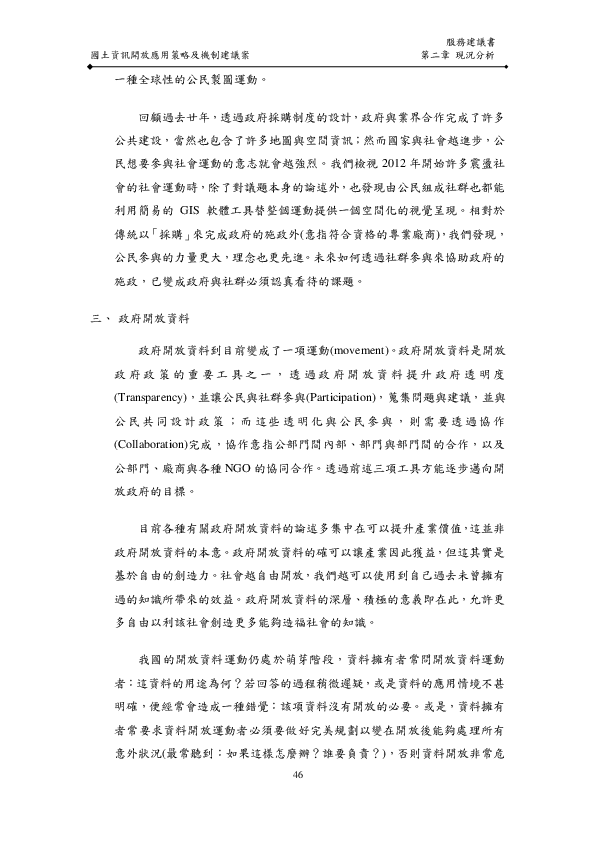 服務建議書
國土資訊開放應用策略及機制建議案 第二章 現況分析
一種全球性的公民製圖運動。
回顧過去廿年，透過政府採購制度的設計，政府與業界合作完成了許多
公共建設，當然也包含了許多地圖與空間資訊；然而國家與社會越進步，公
民想要參與社會運動的意志就會越強烈。我們檢視 2012 年開始許多震盪社
會的社會運動時，除了對議題本身的論述外，也發現由公民組成社群也都能
利用簡易的 GIS 軟體工具替整個運動提供一個空間化的視覺呈現。相對於
傳統以「採購」來完成政府的施政外(意指符合資格的專業廠商)，我們發現，
公民參與的力量更大，理念也更先進。未來如何透過社群參與來協助政府的
施政，已變成政府與社群必須認真看待的課題。
三、 政府開放資料
政府開放資料到目前變成了一項運動(movement)。政府開放資料是開放
政府政策的重要工具之一，透過政府開放資料提升政府透明度
(Transparency)，並讓公民與社群參與(Participation)，蒐集問題與建議，並與
公民共同設計政策；而這些透明化與公民參與，則需要透過協作
(Collaboration)完成，協作意指公部門間內部、部門與部門間的合作，以及
公部門、廠商與各種 NGO 的協同合作。透過前述三項工具方能逐步邁向開
放政府的目標。
目前各種有關政府開放資料的論述多集中在可以提升產業價值，這並非
政府開放資料的本意。政府開放資料的確可以讓產業因此獲益，但這其實是
基於自由的創造力。社會越自由開放，我們越可以使用到自己過去未曾擁有
過的知識所帶來的效益。政府開放資料的深層、積極的意義即在此，允許更
多自由以利該社會創造更多能夠造福社會的知識。
我國的開放資料運動仍處於萌芽階段，資料擁有者常問開放資料運動
者：這資料的用途為何？若回答的過程稍微遲疑，或是資料的應用情境不甚
明確，便經常會造成一種錯覺：該項資料沒有開放的必要。或是，資料擁有
者常要求資料開放運動者必須要做好完美規劃以變在開放後能夠處理所有
意外狀況(最常聽到：如果這樣怎麼辦？誰要負責？)，否則資料開放非常危
46